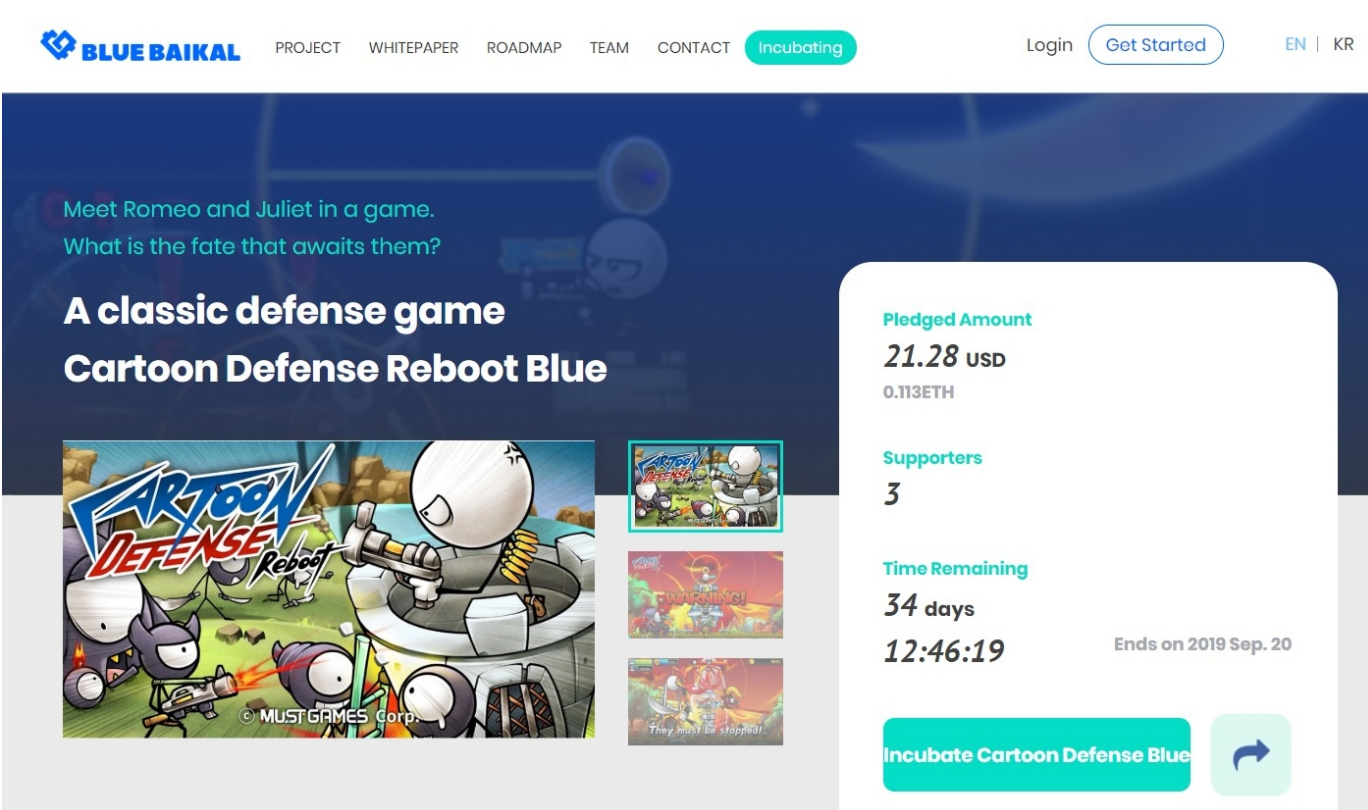 BLUE BAIKAL
PROJECT WHITEPAPER ROADMAP TEAM CONTACT Incubating
Login Get Started EN | KR
Meet Romeo and Juliet in a game.
What is the fate that awaits them?
A classic defense game
Cartoon Defense Reboot Blue
CARTOON
DEFENSE
Reboot
© MUSTGAMES Corp.
CARTOON
DEFENSE
Reboot
WARNING!
They must be stopped!
Pledged Amount
21.28 USD
0.113ETH
Supporters
3
Time Remaining
34 days
12:46:19
Ends on 2019 Sep. 20
Incubate Cartoon Defense Blue